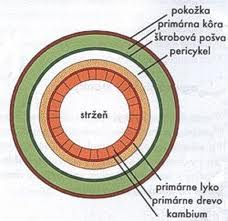 pokožka
primárna kôra
škrobová pošva
pericykel
stržeň
primárne lyko
primárne drevo
kambium